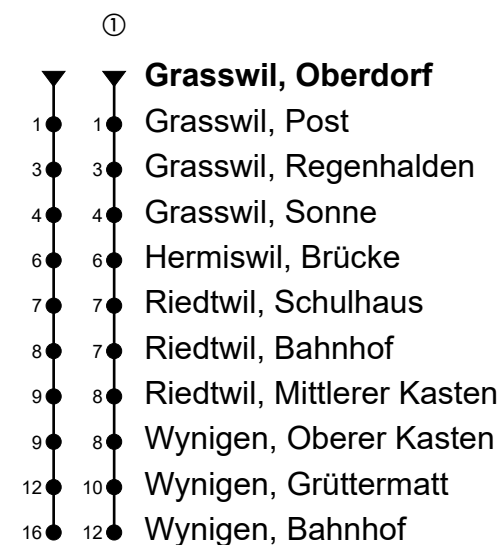 ①
Grasswil, Oberdorf
1 1 Grasswil, Post
3 3 Grasswil, Regenhalden
4 4 Grasswil, Sonne
6 6 Hermiswil, Brücke
7 7 Riedtwil, Schulhaus
8 7 Riedtwil, Bahnhof
9 8 Riedtwil, Mittlerer Kasten
9 8 Wynigen, Oberer Kasten
12 10 Wynigen, Grüttermatt
16 12 Wynigen, Bahnhof